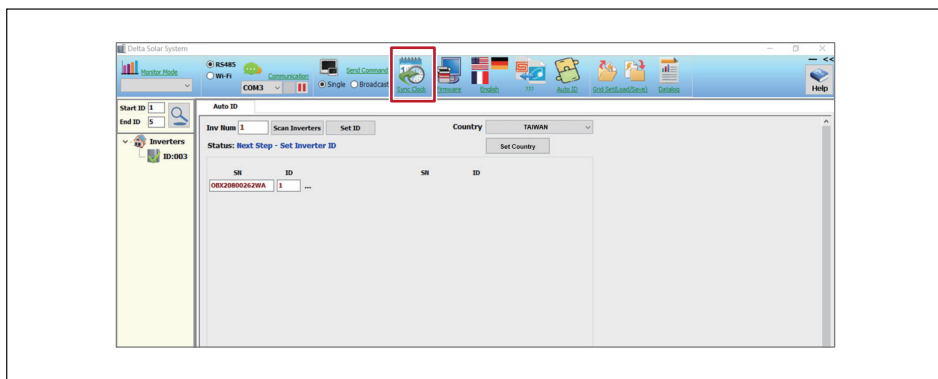 Delta Solar System
Monitor Mode
RS485
Wi-Fi
COM3
Communication
Send Command
Single Broadcast
Sync Clock
Firmware
English
???
Auto ID
Grid Set(Load/Save)
Datalog
<<
Help
Start ID 1
End ID 5
Inverters
ID:003
Auto ID
Inv Num 1 Scan Inverters Set ID Country TAIWAN
Status: Next Step - Set Inverter ID Set Country
SN ID SN ID
OBX20800262WA 1 ...